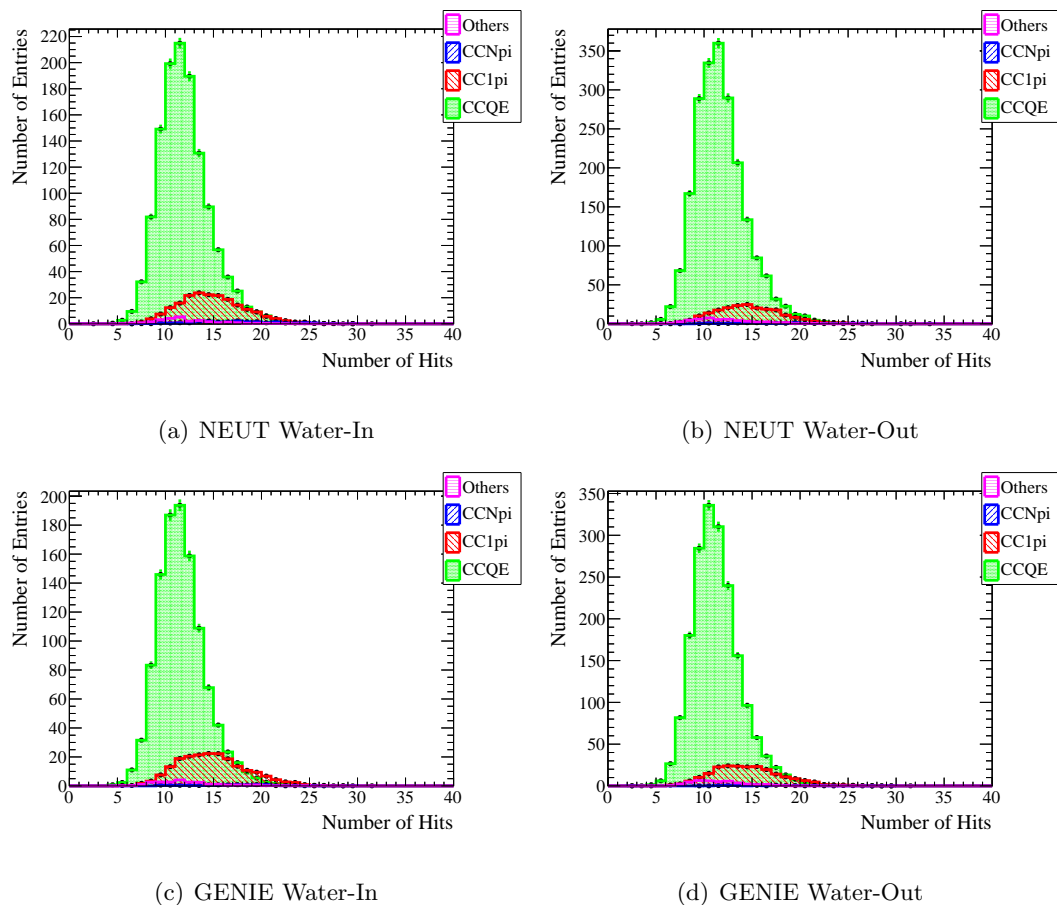 Number of Entries
220
200
180
160
140
120
100
80
60
40
20
0
0 5 10 15 20 25 30 35 40
Number of Hits
Others
CCNpi
CC1pi
CCQE
(a) NEUT Water-In
Number of Entries
350
300
250
200
150
100
50
0
0 5 10 15 20 25 30 35 40
Number of Hits
Others
CCNpi
CC1pi
CCQE
(b) NEUT Water-Out
Number of Entries
200
180
160
140
120
100
80
60
40
20
0
0 5 10 15 20 25 30 35 40
Number of Hits
Others
CCNpi
CC1pi
CCQE
(c) GENIE Water-In
Number of Entries
350
300
250
200
150
100
50
0
0 5 10 15 20 25 30 35 40
Number of Hits
Others
CCNpi
CC1pi
CCQE
(d) GENIE Water-Out